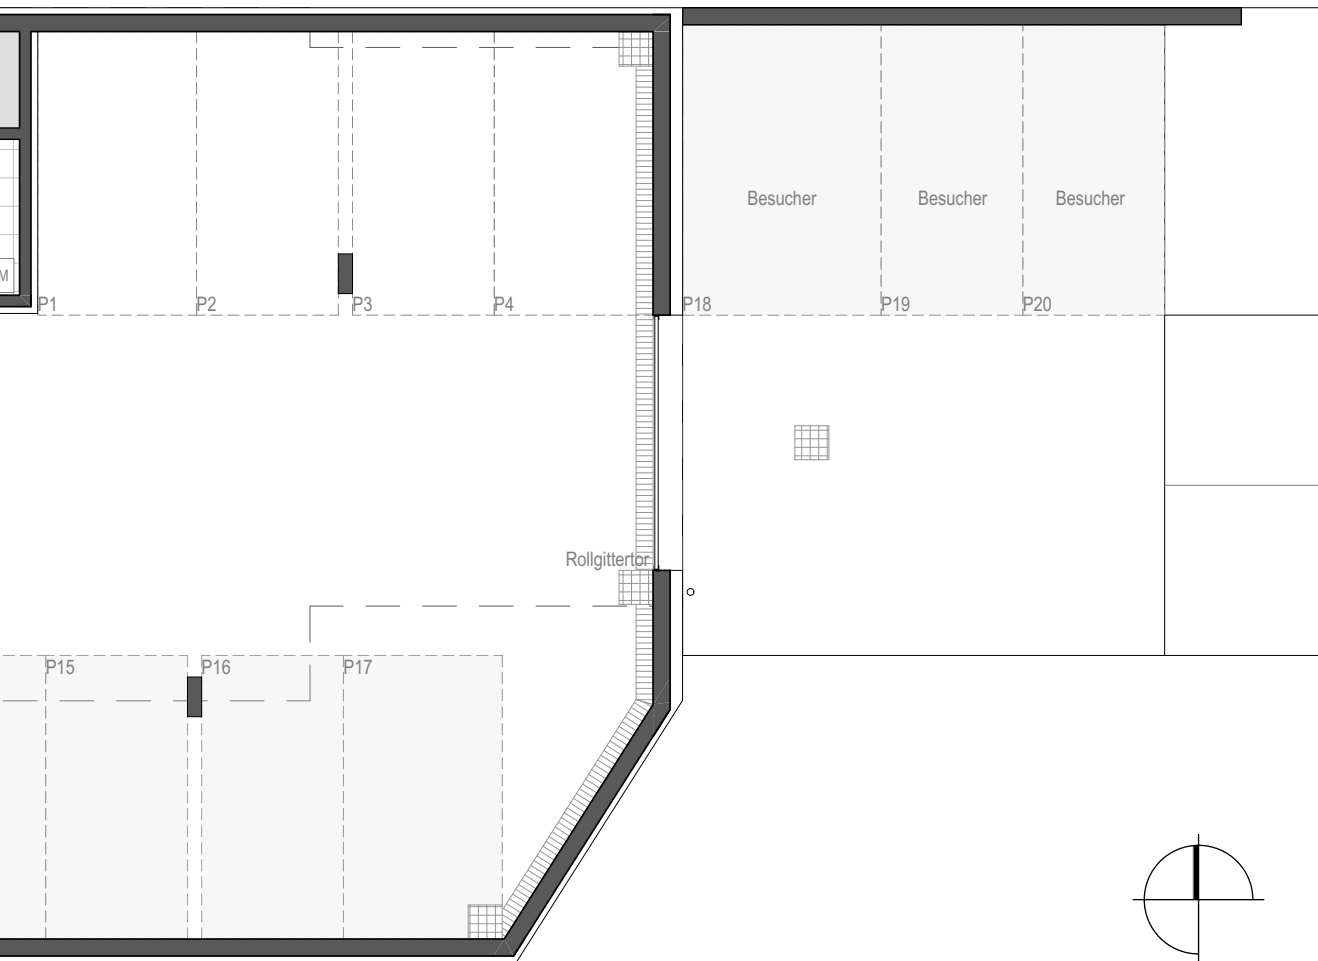 Besucher Besucher Besucher
M
P1 P2 P3 P4 P18 P19 P20
Rollgittertor
P15 P16 P17